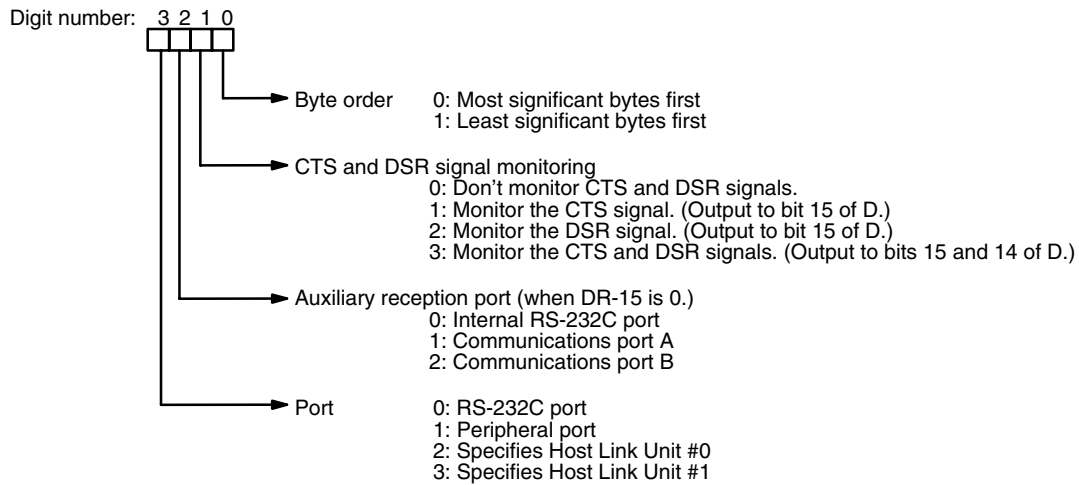 Digit number: 3 2 1 0
Byte order 0: Most significant bytes first
1: Least significant bytes first
CTS and DSR signal monitoring
0: Don't monitor CTS and DSR signals.
1: Monitor the CTS signal. (Output to bit 15 of D.)
2: Monitor the DSR signal. (Output to bit 15 of D.)
3: Monitor the CTS and DSR signals. (Output to bits 15 and 14 of D.)
Auxiliary reception port (when DR-15 is 0.)
0: Internal RS-232C port
1: Communications port A
2: Communications port B
Port 0: RS-232C port
1: Peripheral port
2: Specifies Host Link Unit #0
3: Specifies Host Link Unit #1